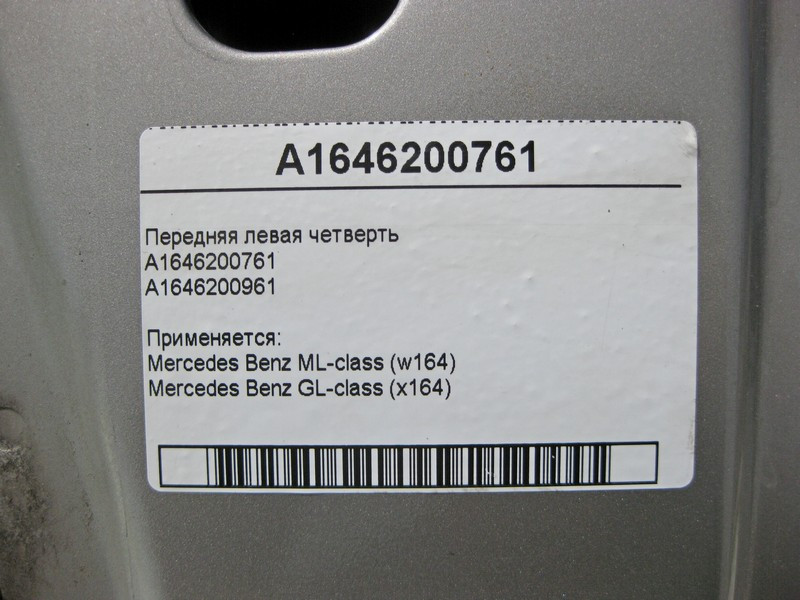 A1646200761
Передняя левая четверть
A1646200761
A1646200961
Применяется:
Mercedes Benz ML-class (w164)
Mercedes Benz GL-class (x164)